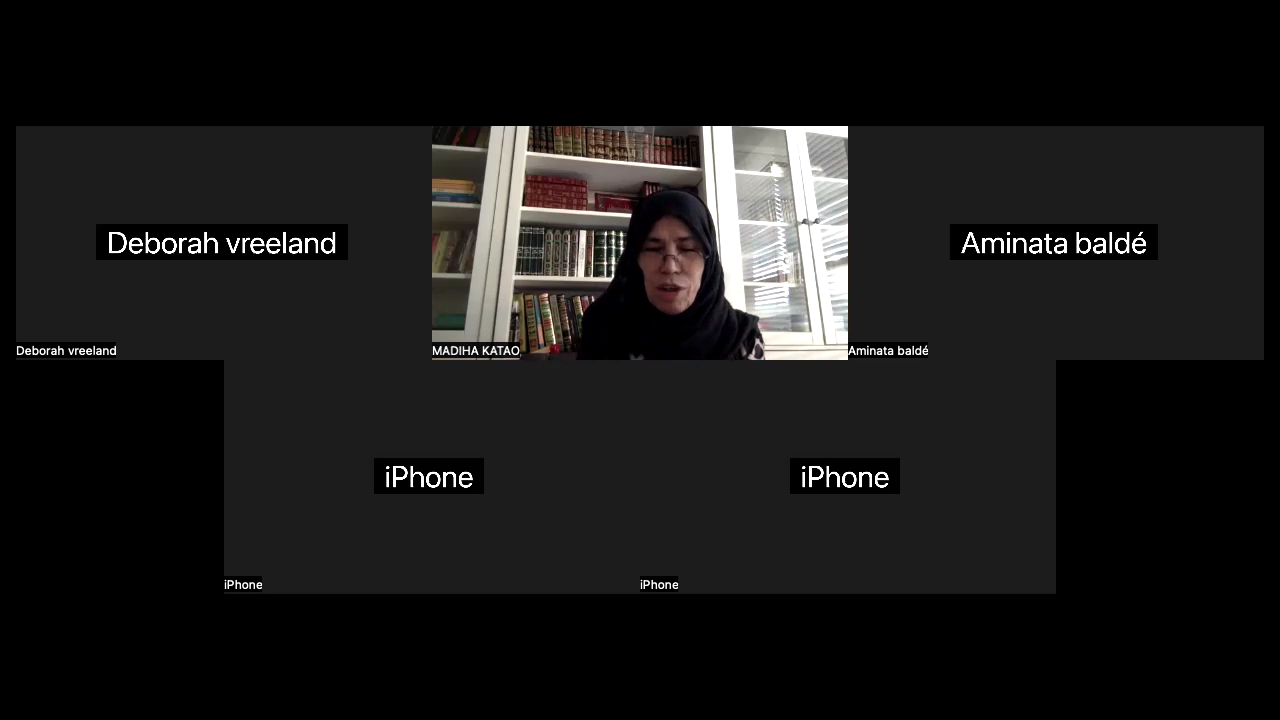 Deborah vreeland
Aminata baldé
Deborah vreeland
MADIHA KATAO
Aminata baldé
iPhone
iPhone
iPhone
iPhone